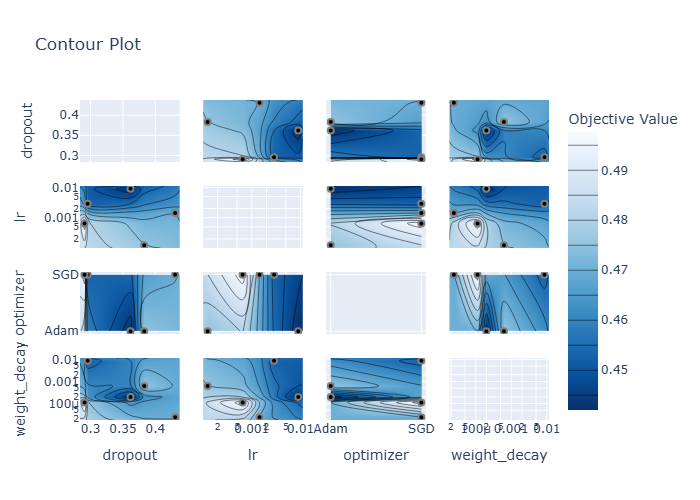 Contour Plot
Objective Value
dropout
0.4
0.35
0.3
0.49
0.48
0.47
0.46
0.45
lr
0.01
5
2
0.001
5
2
optimizer
SGD
Adam
weight_decay
0.01
5
2
0.001
5
2
100μ
5
2
0.3
0.35
0.4
2
5
0.001
2
5
0.01
Adam
SGD
2
5
100μ
2
5
0.001
2
5
0.01
dropout
lr
optimizer
weight_decay